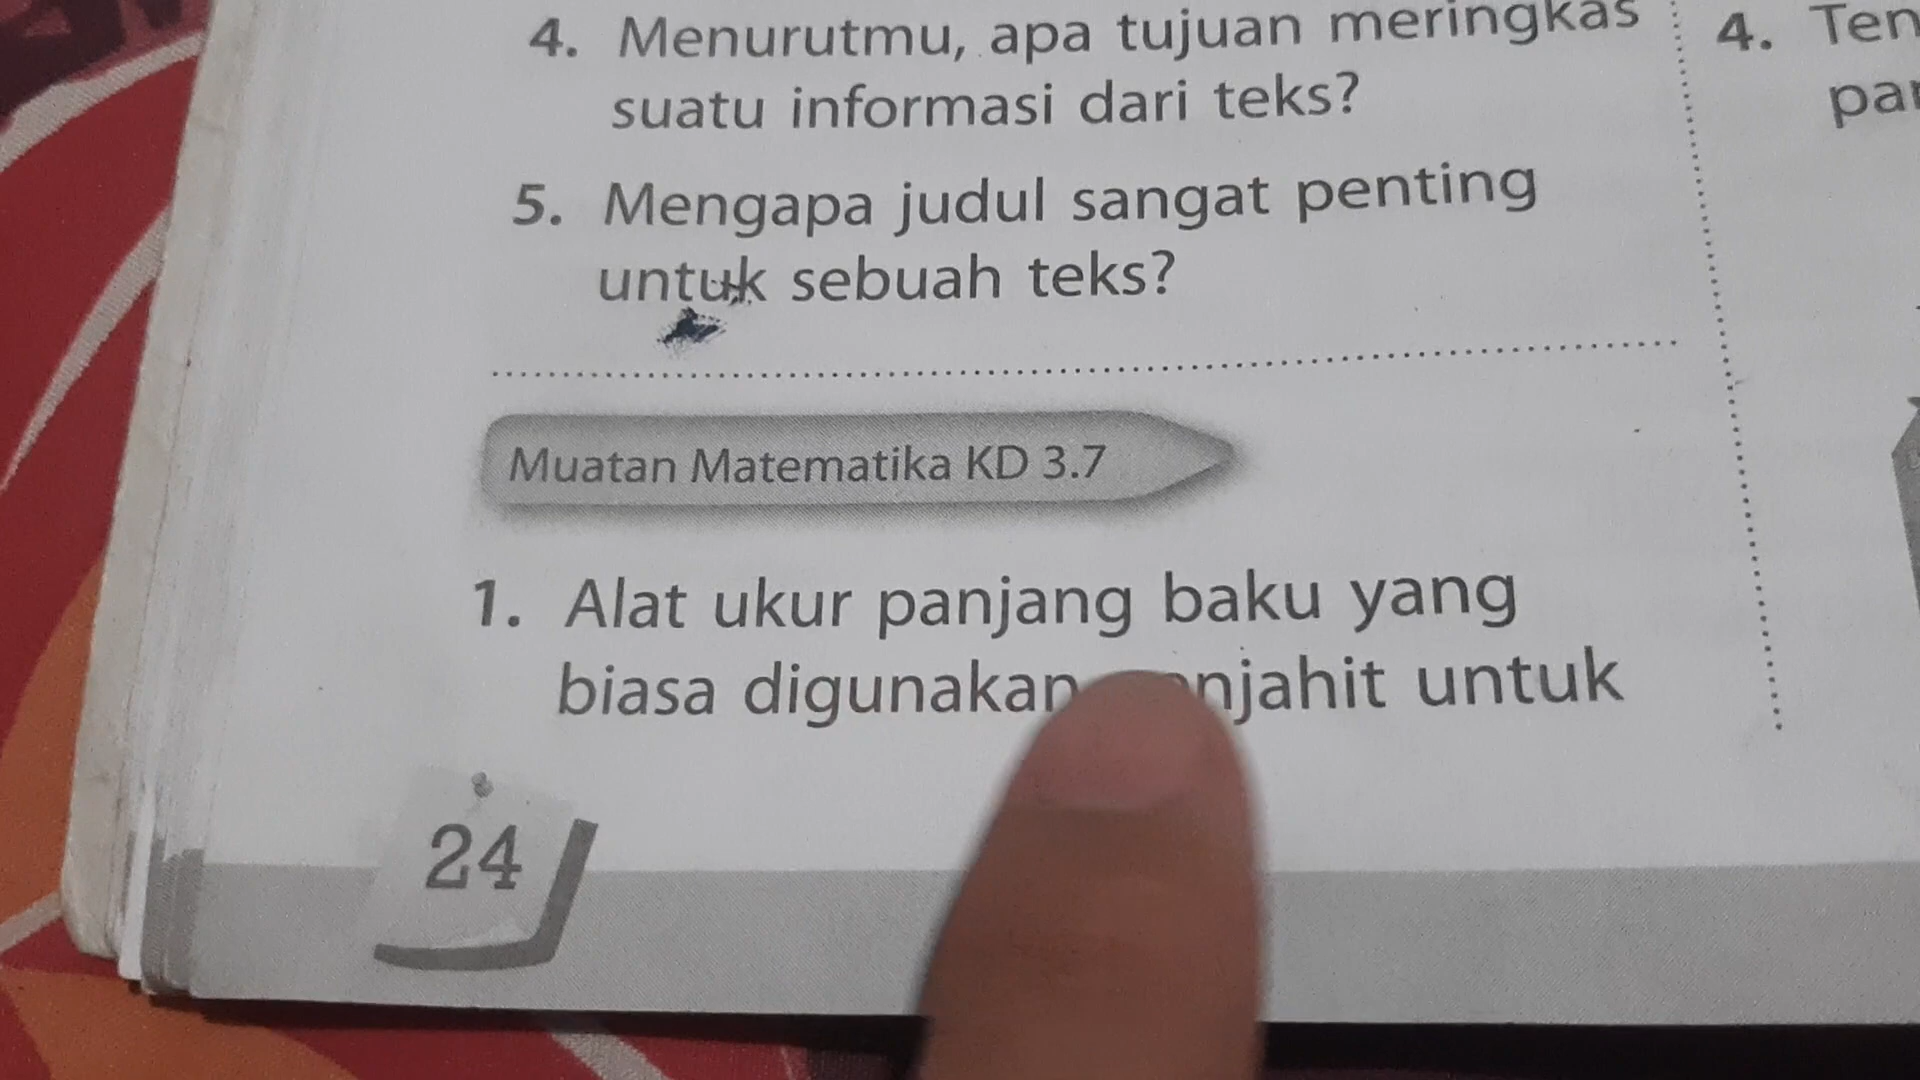 4. Menurutmu, apa tujuan meringkas
suatu informasi dari teks?
5. Mengapa judul sangat penting
untuk sebuah teks?
Muatan Matematika KD 3.7
1. Alat ukur panjang baku yang
biasa digunakan njahit untuk
24
4. Ten
par